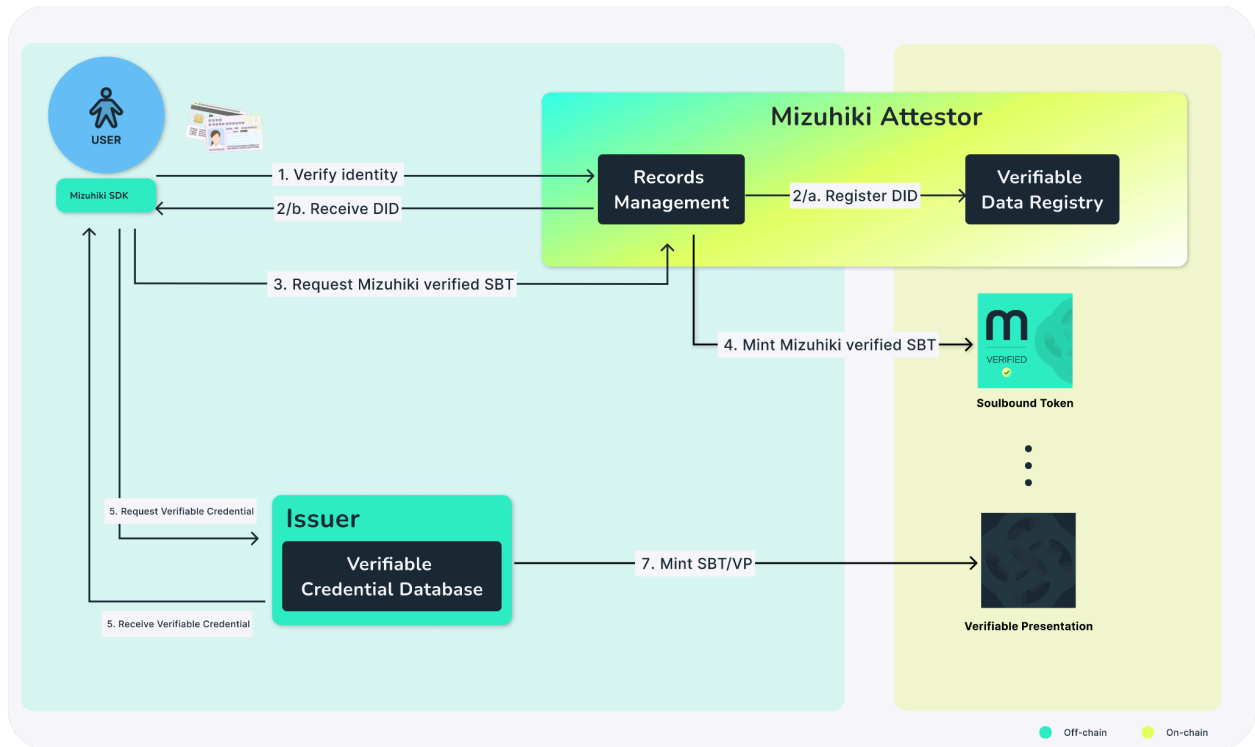 USER
Mizuhiki SDK
Mizuhiki Attestor
Records
Management
Verifiable
Data Registry
1. Verify identity
2/b. Receive DID
2/a. Register DID
3. Request Mizuhiki verified SBT
4. Mint Mizuhiki verified SBT
m
VERIFIED
Soulbound Token
5. Request Verifiable Credential
Issuer
Verifiable
Credential Database
7. Mint SBT/VP
5. Receive Verifiable Credential
Verifiable Presentation
Off-chain
On-chain